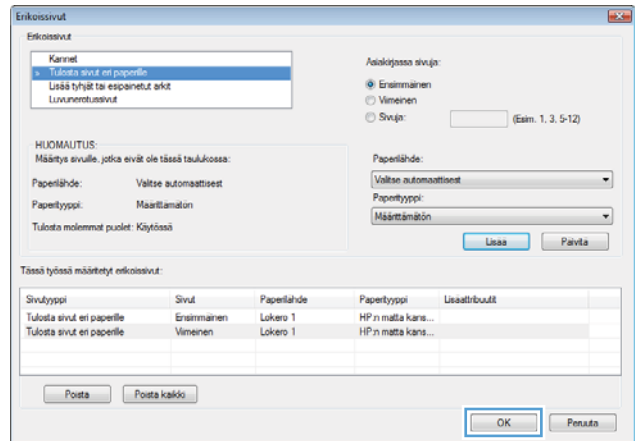 Erikoissivut
Erikoissivut
Kannet
» Tulosta sivut eri paperille
Lisää tyhjät tai esipainetut arkit
Luvunerotussivut
Asiakirjassa sivuja:
Ensimmäinen
Viimeinen
Sivuja:
(Esim. 1, 3, 5-12)
HUOMAUTUS:
Määritys sivuille, jotka eivät ole tässä taulukossa:
Paperilähde: Valitse automaattisest
Paperityyppi: Määrittämätön
Tulosta molemmat puolet: Käytössä
Paperilähde:
Valitse automaattisest
Paperityyppi:
Määrittämätön
Lisää Päivitä
Tässä työssä määritetyt erikoissivut:
Sivutyyppi Sivut Paperilähde Paperityyppi Lisäattribuutit
Tulosta sivut eri paperille Ensimmäinen Lokero 1 HP:n matta kans...
Tulosta sivut eri paperille Viimeinen Lokero 1 HP:n matta kans...
Poista Poista kaikki
OK Peruuta